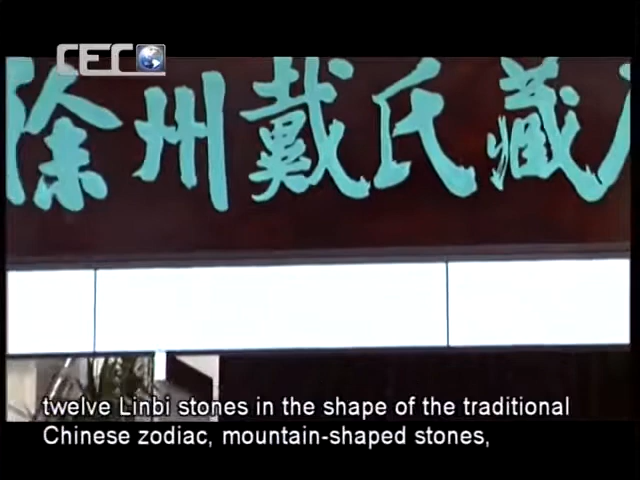 CEC
徐州戴氏藏
twelve Linbi stones in the shape of the traditional
Chinese zodiac, mountain-shaped stones,